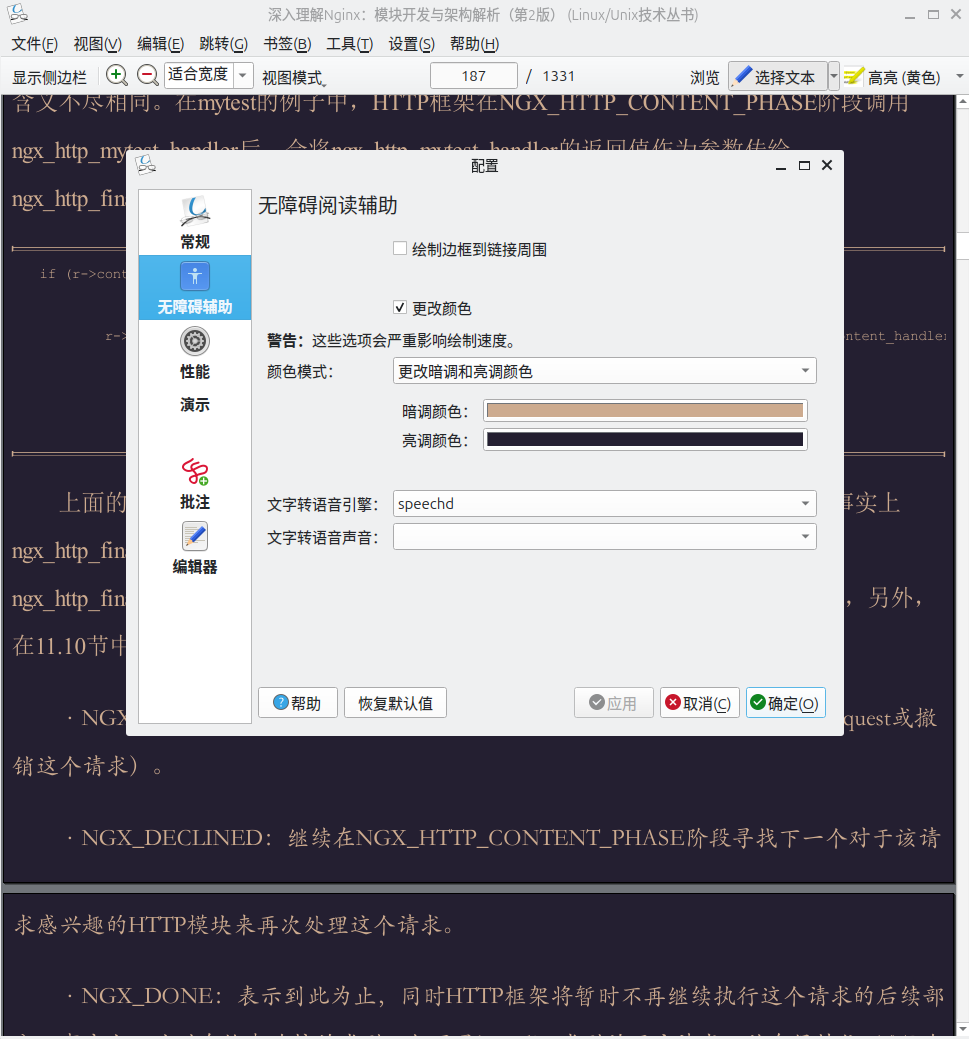 深入理解Nginx：模块开发与架构解析（第2版） (Linux/Unix技术丛书)
文件(F) 视图(V) 编辑(E) 跳转(G) 书签(B) 工具(T) 设置(S) 帮助(H)
显示侧边栏 适合宽度 视图模式 187 / 1331 浏览 选择文本 高亮 (黄色)
含义不尽相同。在mytest的例子中，HTTP框架在NGX_HTTP_CONTENT_PHASE阶段调用
ngx_http_mytest_handler后，会将ngx_http_mytest_handler的返回值作为参数传给
ngx_http_fin
if (r->cont
r->
ntent_handler
上面的
事实上
ngx_http_fin
ngx_http_fin
，另外，
在11.10节中
· NGX
quest或撤
销这个请求）。
· NGX_DECLINED：继续在NGX_HTTP_CONTENT_PHASE阶段寻找下一个对于该请
求感兴趣的HTTP模块来再次处理这个请求。
· NGX_DONE：表示到此为止，同时HTTP框架将暂时不再继续执行这个请求的后续部
配置
常规
无障碍辅助
性能
演示
批注
编辑器
无障碍阅读辅助
绘制边框到链接周围
更改颜色
警告：这些选项会严重影响绘制速度。
颜色模式： 更改暗调和亮调颜色
暗调颜色：
亮调颜色：
文字转语音引擎： speechd
文字转语音声音：
帮助 恢复默认值 应用 取消(C) 确定(O)